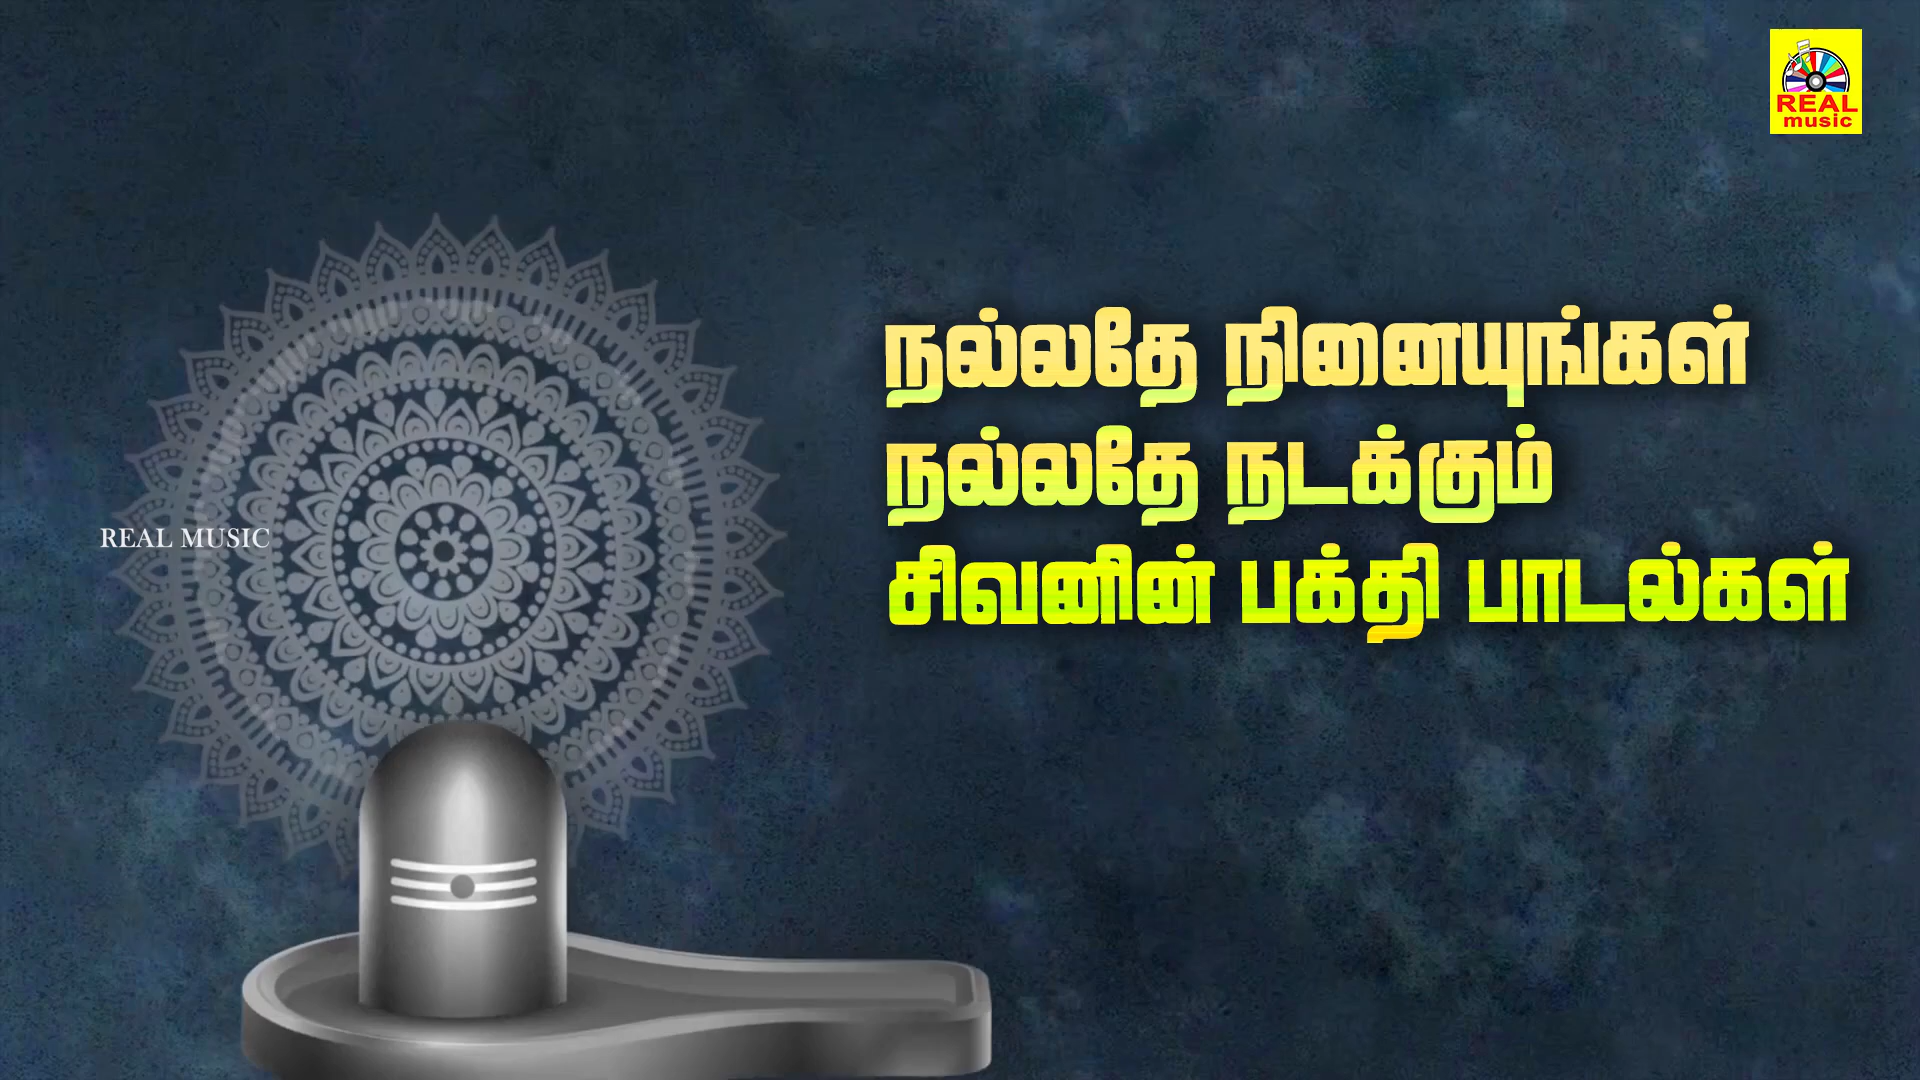 REAL
music
நல்லதே நினையுங்கள்
நல்லதே நடக்கும்
சிவனின் பக்தி பாடல்கள்
REAL MUSIC